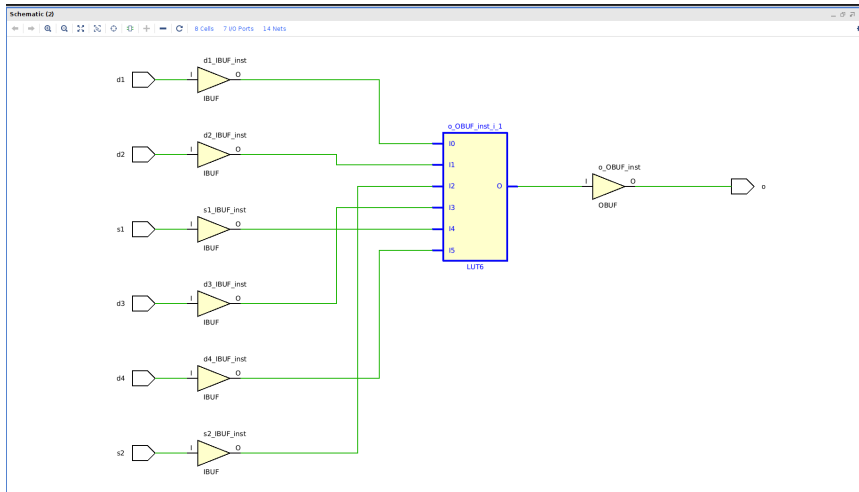 Schematic (2)
8 Cells 7 I/O Ports 14 Nets
d1_IBUF_inst
d1 I O
IBUF
o_OBUF_inst_i_1
d2_IBUF_inst
I0
d2 I O
I1
IBUF
o_OBUF_inst
I2 O I O o
s1_IBUF_inst
I3
OBUF
s1 I O I4
IBUF
I5
LUT6
d3_IBUF_inst
d3 I O
IBUF
d4_IBUF_inst
d4 I O
IBUF
s2_IBUF_inst
s2 I O
IBUF